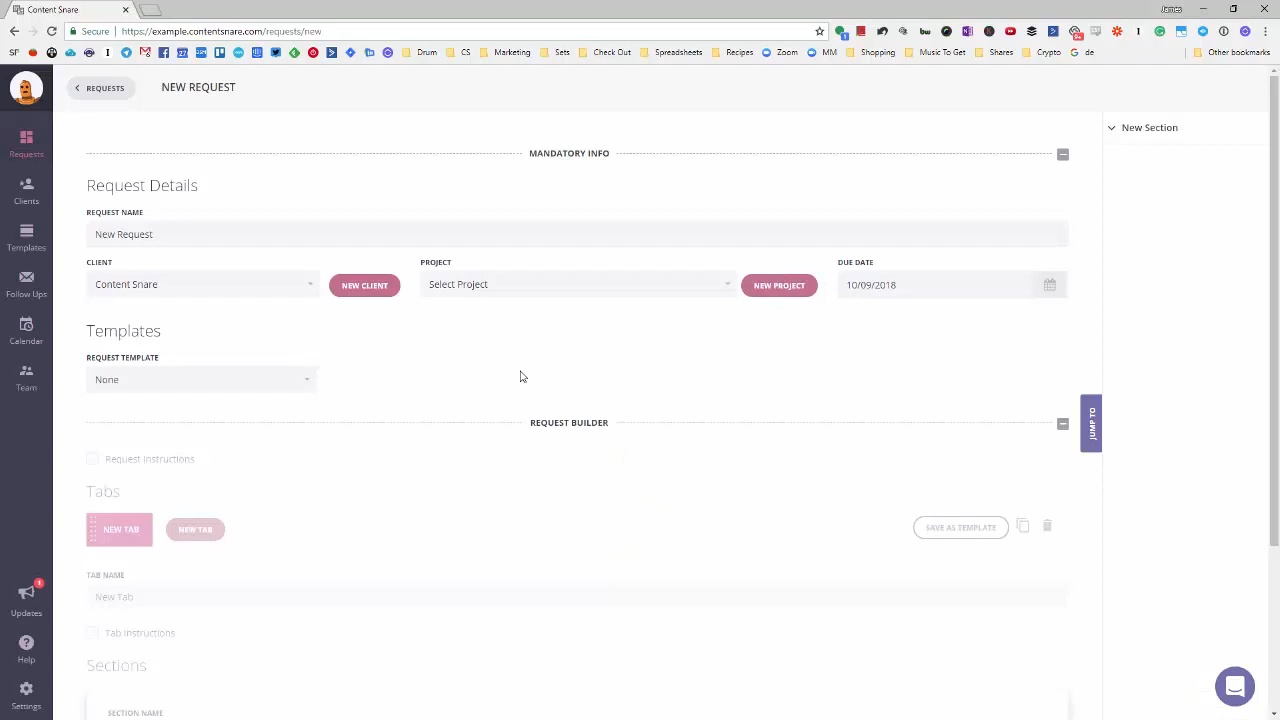 Content Snare
James
Secure | https://example.contentsnare.com/requests/new
Drum Marketing Sets Check Out Spreadsheets Recipes Zoom MM Shopping Music To Get Shares Crypto de Other bookmarks
REQUESTS
NEW REQUEST
New Section
MANDATORY INFO
Requests
Clients
Templates
Follow Ups
Calendar
Team
Updates
1
Help
Settings
Request Details
REQUEST NAME
New Request
CLIENT PROJECT DUE DATE
Content Snare NEW CLIENT Select Project NEW PROJECT 10/09/2018
Templates
REQUEST TEMPLATE
None
REQUEST BUILDER
JUMP TO
Request Instructions
Tabs
NEW TAB NEW TAB SAVE AS TEMPLATE
TAB NAME
New Tab
Tab Instructions
Sections
SECTION NAME